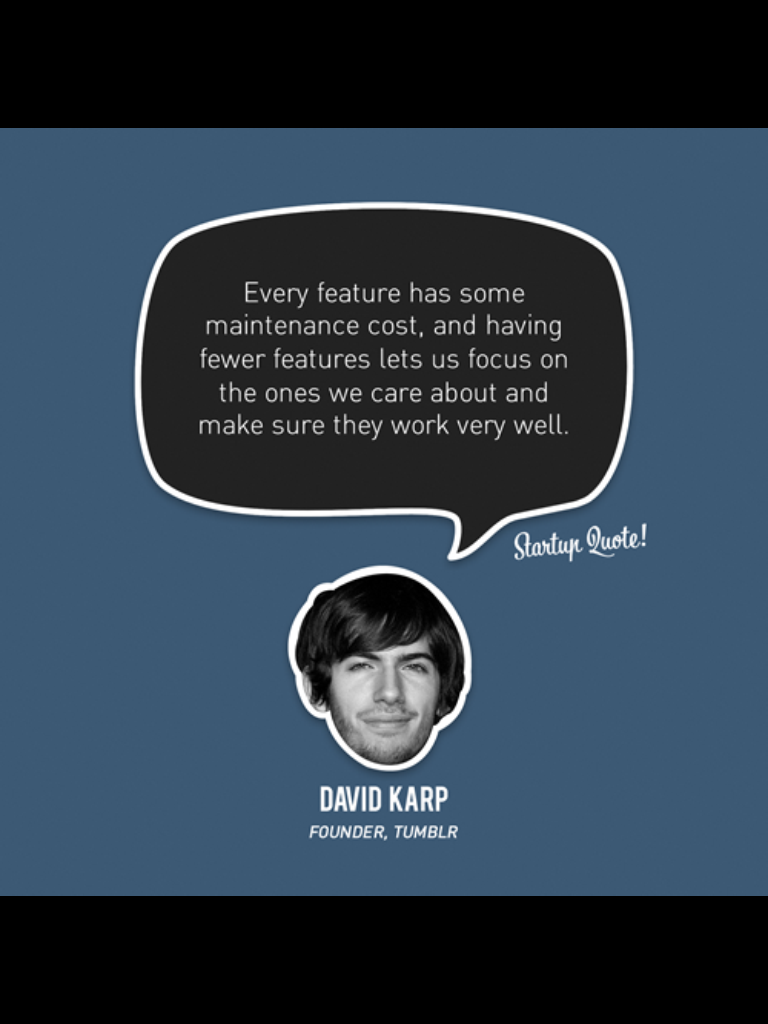 Every feature has some
maintenance cost, and having
fewer features lets us focus on
the ones we care about and
make sure they work very well.
Startup Quote!
DAVID KARP
FOUNDER, TUMBLR